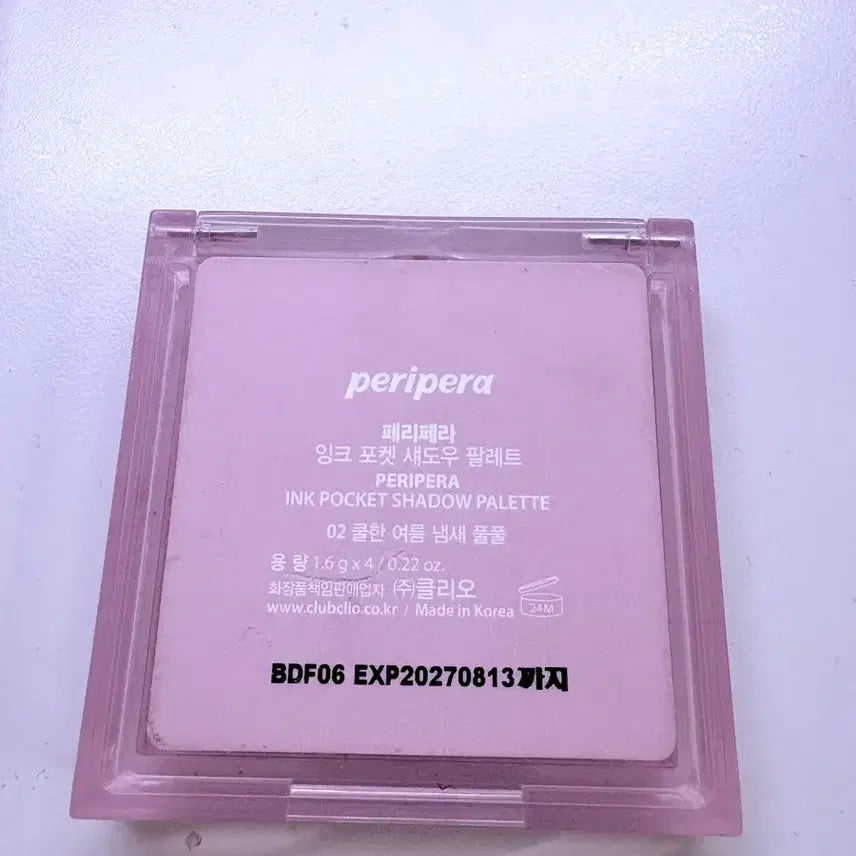 peripera
페리페라
잉크 포켓 섀도우 팔레트
PERIPERA
INK POCKET SHADOW PALETTE
02 쿨한 여름 냄새 풀풀
용 량 1.6 g x 4 / 0.22 oz.
화장품책임판매업자 (주)클리오
www.clubclio.co.kr / Made in Korea
24M
BDF06 EXP20270813까지